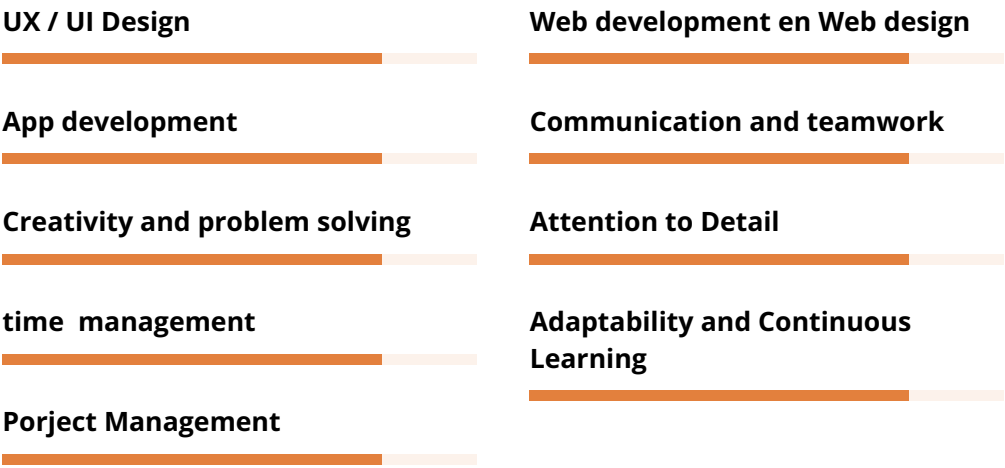 UX / UI Design
App development
Creativity and problem solving
time  management
Porject Management
Web development en Web design
Communication and teamwork
Attention to Detail
Adaptability and Continuous
Learning